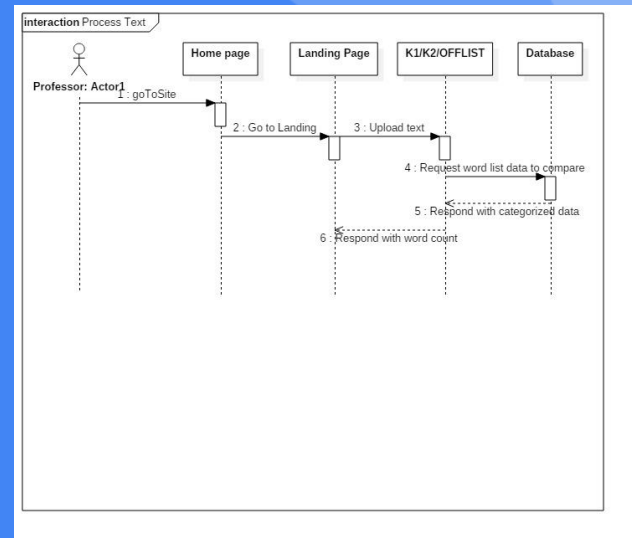 interaction Process Text
Home page
Landing Page
K1/K2/OFFLIST
Database
Professor: Actor1
1 : goToSite
2 : Go to Landing
3 : Upload text
4 : Request word list data to compare
5 : Respond with categorized data
6 : Respond with word count